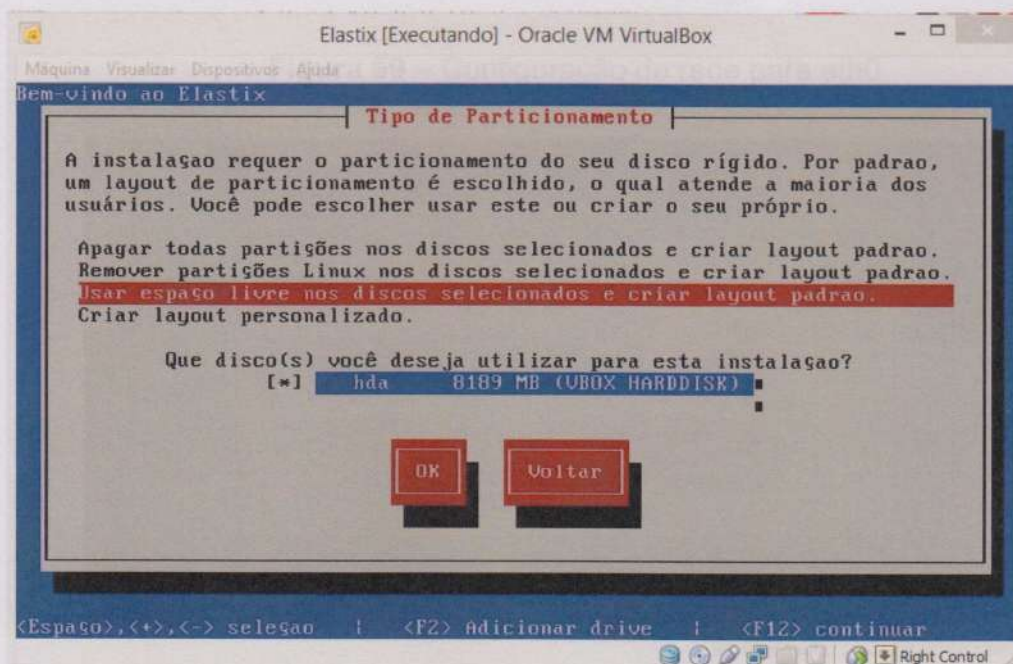 Elastix [Executando] - Oracle VM VirtualBox
Máquina Visualizar Dispositivos Ajuda
Bem-vindo ao Elastix
Tipo de Particionamento
A instalaçao requer o particionamento do seu disco rígido. Por padrao,
um layout de particionamento é escolhido, o qual atende a maioria dos
usuários. Você pode escolher usar este ou criar o seu próprio.
Apagar todas partições nos discos selecionados e criar layout padrao.
Remover partições Linux nos discos selecionados e criar layout padrao.
Usar espaço livre nos discos selecionados e criar layout padrao.
Criar layout personalizado.
Que disco(s) você deseja utilizar para esta instalaçao?
[*] hda 8189 MB (VBOX HARDDISK)
OK Voltar
<Espaço>,<+>,<-> seleçao | <F2> Adicionar drive | <F12> continuar
Right Control